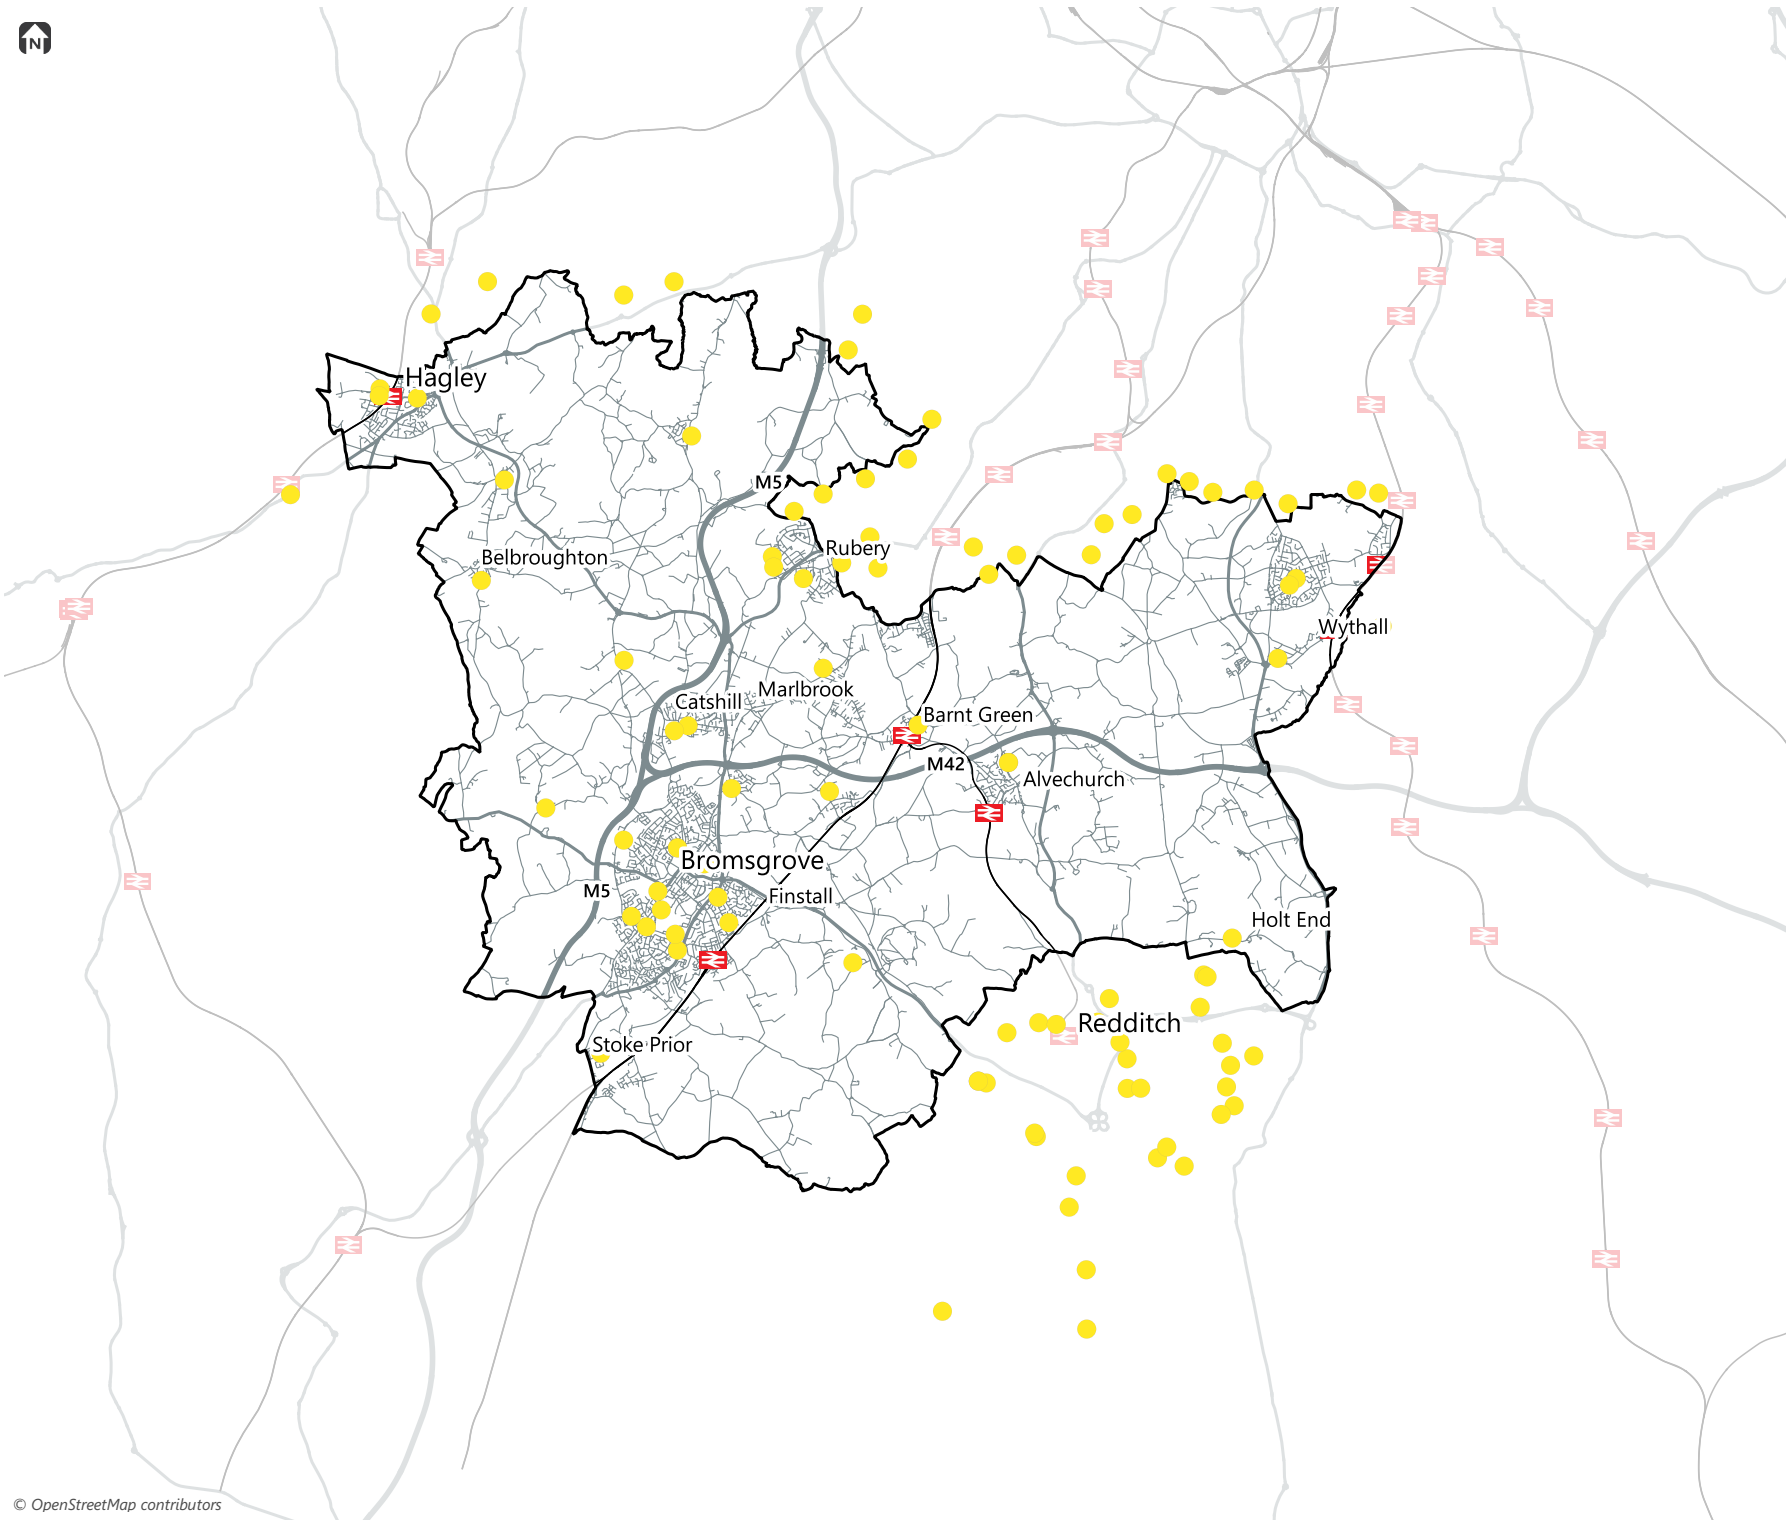 N
Hagley
M5
Rubery
Belbroughton
Wythall
Marlbrook
Catshill
Barnt Green
M42
Alvechurch
Bromsgrove
M5
Finstall
Holt End
Redditch
Stoke Prior
© OpenStreetMap contributors